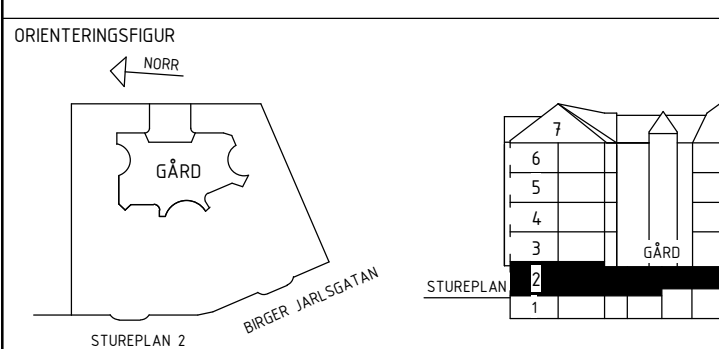 ORIENTERINGSFIGUR
NORR
GÅRD
STUREPLAN 2
BIRGER JARLSGATAN
7
6
5
4
3
GÅRD
STUREPLAN
2
1